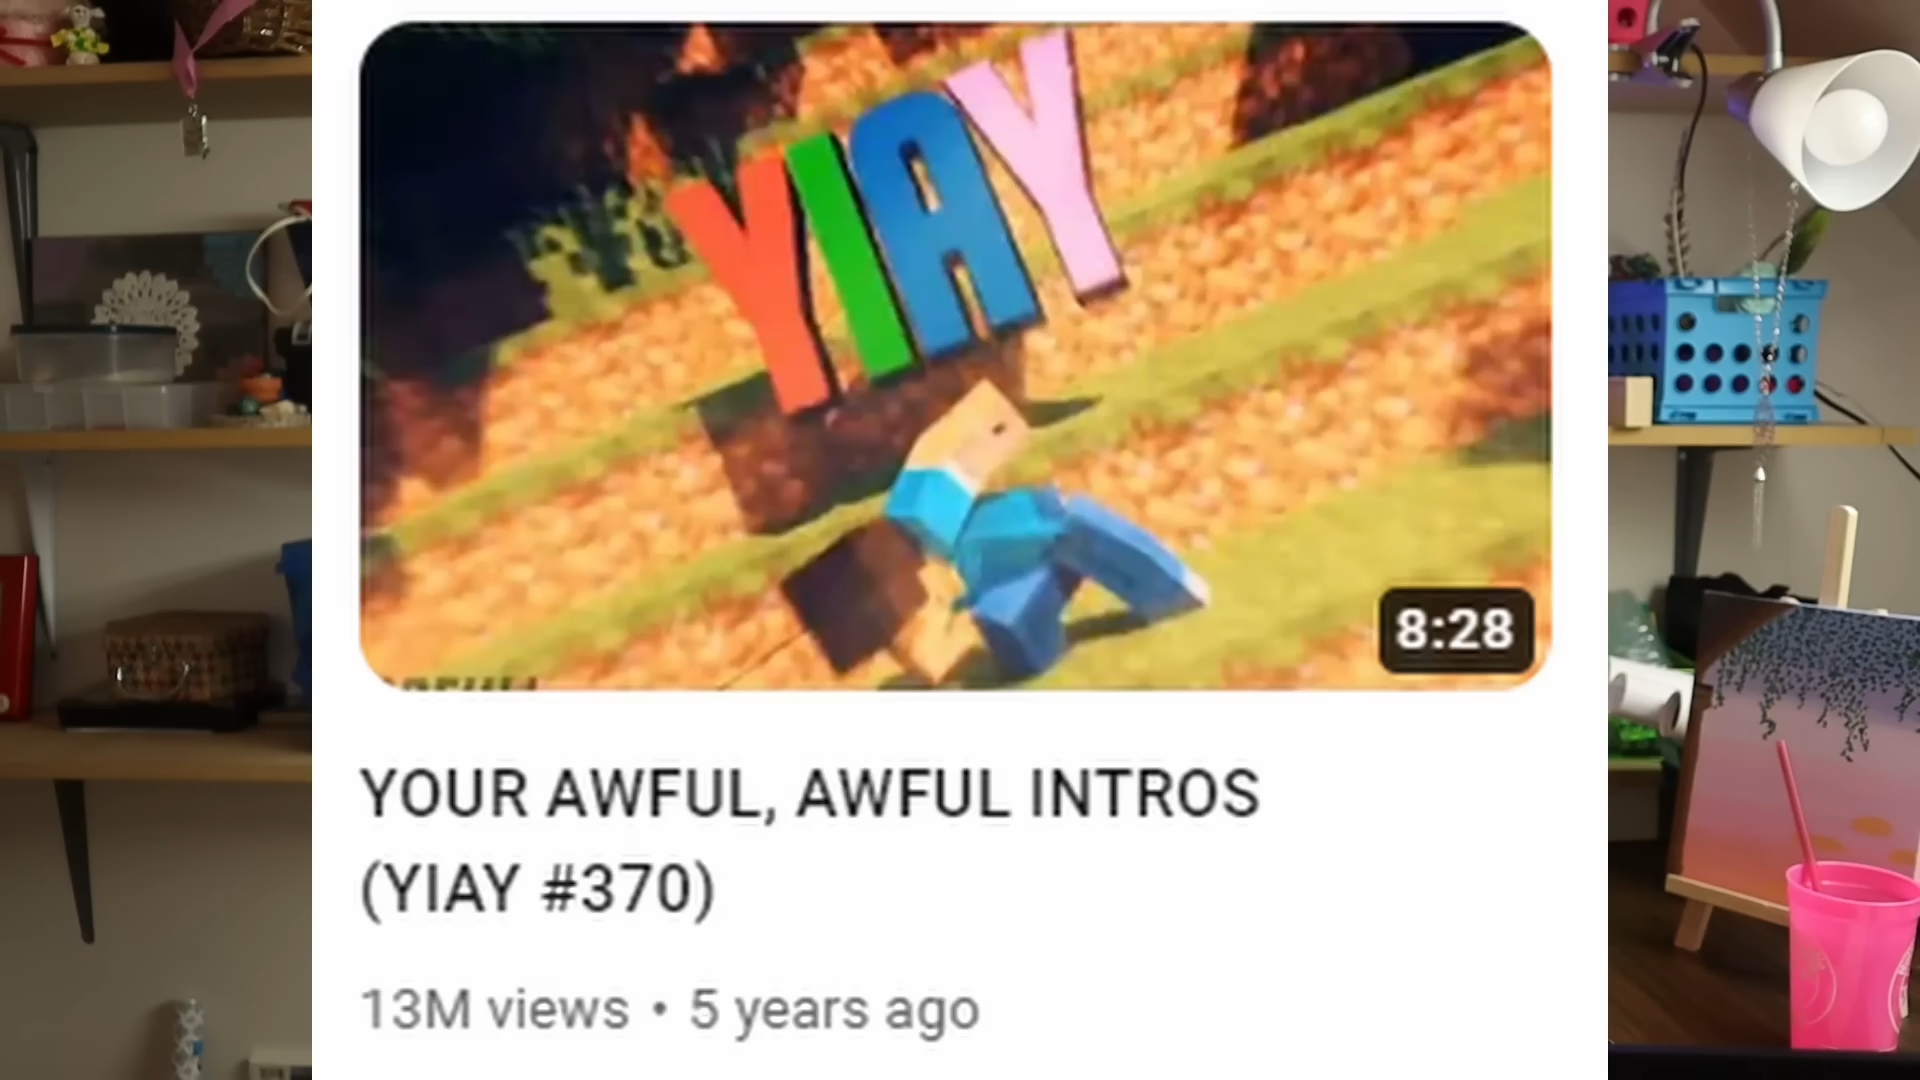 YIAY
8:28
YOUR AWFUL, AWFUL INTROS
(YIAY #370)
13M views • 5 years ago